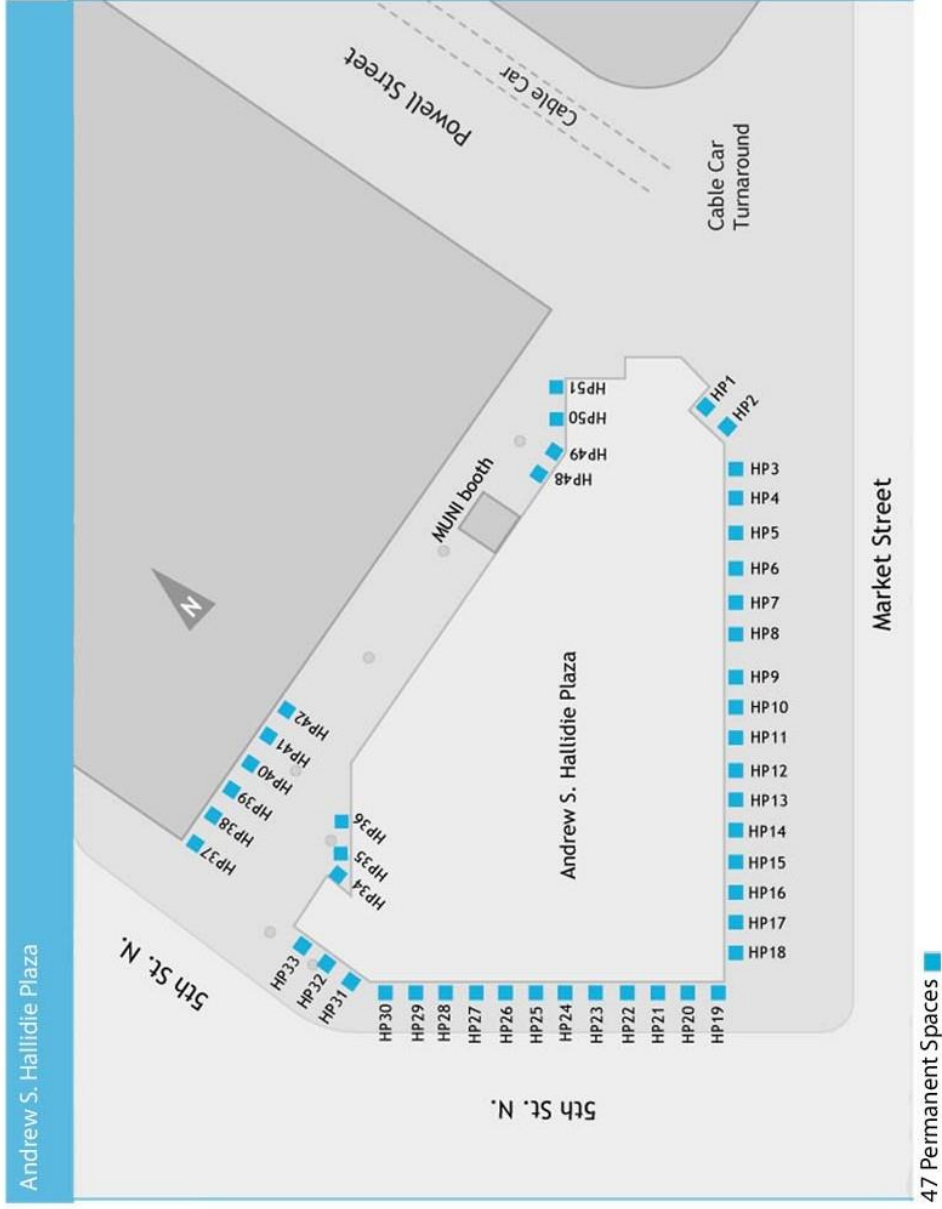 Andrew S. Hallidie Plaza
Powell Street
Cable Car
Cable Car
Turnaround
N
MUNI booth
HP51
HP50
HP49
HP48
HP1
HP2
HP3
HP4
HP5
HP6
HP7
HP8
HP9
HP10
HP11
HP12
HP13
HP14
HP15
HP16
HP17
HP18
Market Street
Andrew S. Hallidie Plaza
HP42
HP41
HP40
HP39
HP38
HP37
HP36
HP35
HP34
HP33
HP32
HP31
HP30
HP29
HP28
HP27
HP26
HP25
HP24
HP23
HP22
HP21
HP20
HP19
5th St. N.
5th St. N.
47 Permanent Spaces